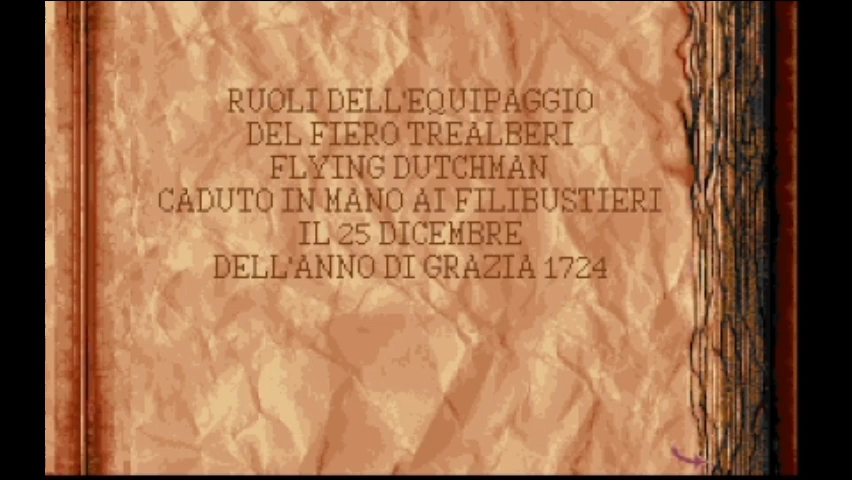 RUOLI DELL'EQUIPAGGIO
DEL FIERO TREALBERI
FLYING DUTCHMAN
CADUTO IN MANO AI FILIBUSTIERI
IL 25 DICEMBRE
DELL'ANNO DI GRAZIA 1724